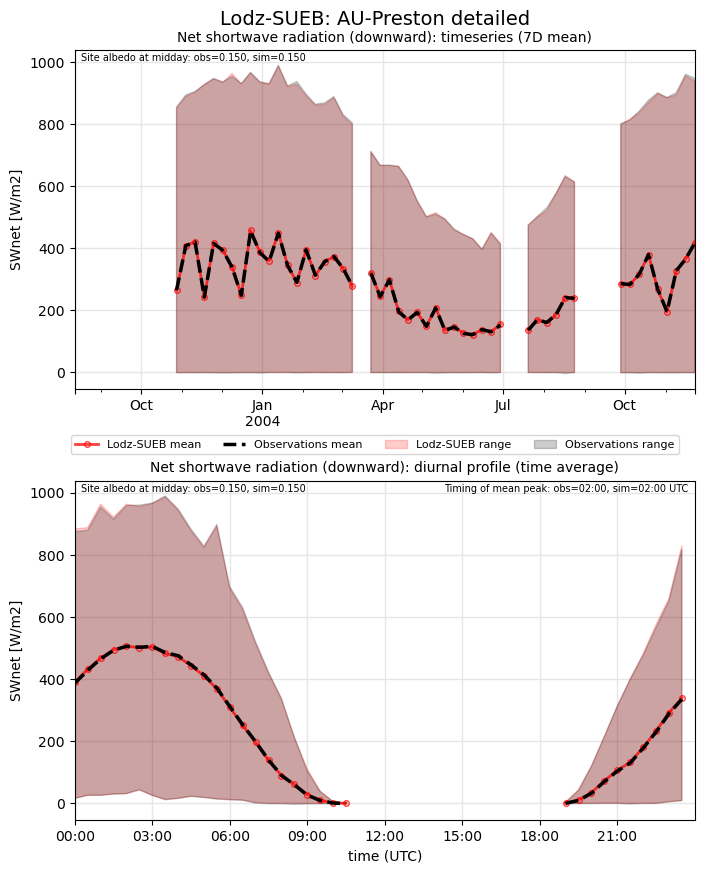 Lodz-SUEB: AU-Preston detailed
Net shortwave radiation (downward): timeseries (7D mean)
Site albedo at midday: obs=0.150, sim=0.150
1000
800
600
400
200
0
SWnet [W/m2]
Oct
Jan
2004
Apr
Jul
Oct
Lodz-SUEB mean
Observations mean
Lodz-SUEB range
Observations range
Net shortwave radiation (downward): diurnal profile (time average)
Site albedo at midday: obs=0.150, sim=0.150
Timing of mean peak: obs=02:00, sim=02:00 UTC
1000
800
600
400
200
0
SWnet [W/m2]
00:00
03:00
06:00
09:00
12:00
15:00
18:00
21:00
time (UTC)